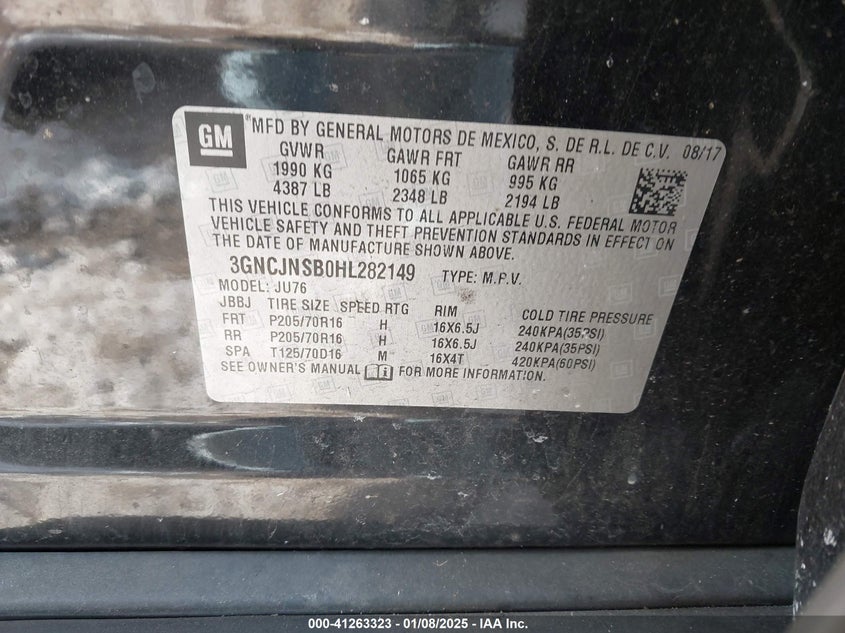 GM ®MFD BY GENERAL MOTORS DE MEXICO, S. DE R.L. DE C.V. 08/17
GVWR GAWR FRT GAWR RR
1990 KG 1065 KG 995 KG
4387 LB 2348 LB 2194 LB
THIS VEHICLE CONFORMS TO ALL APPLICABLE U.S. FEDERAL MOTOR
VEHICLE SAFETY AND THEFT PREVENTION STANDARDS IN EFFECT ON
THE DATE OF MANUFACTURE SHOWN ABOVE.
3GNCJNSB0HL282149 TYPE: M.P.V.
MODEL: JU76
JBBJ TIRE SIZE SPEED RTG RIM COLD TIRE PRESSURE
FRT P205/70R16 H 16X6.5J 240KPA(35PSI)
RR P205/70R16 H 16X6.5J 240KPA(35PSI)
SPA T125/70D16 M 16X4T 420KPA(60PSI)
SEE OWNER'S MANUAL FOR MORE INFORMATION.
000-41263323 — 01/08/2025 — IAA Inc.